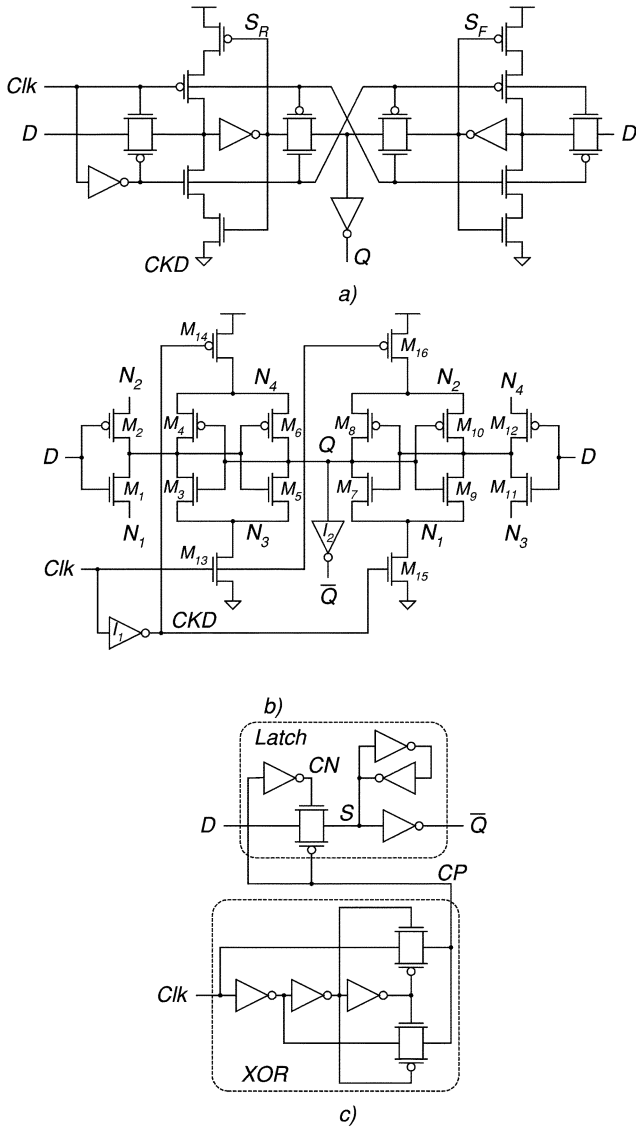 S_R S_F
Clk
D D
CKD Q
a)
M_14 M_16
N_2 N_4 N_2 N_4
M_2 M_4 M_6 Q M_8 M_10 M_12
D D
M_1 M_3 M_5 M_7 M_9 M_11
N_1 N_3 I_2 N_1 N_3
M_13 M_15
Clk Q̅
I_1 CKD
b)
Latch
CN
D S Q̅
CP
Clk
XOR
c)